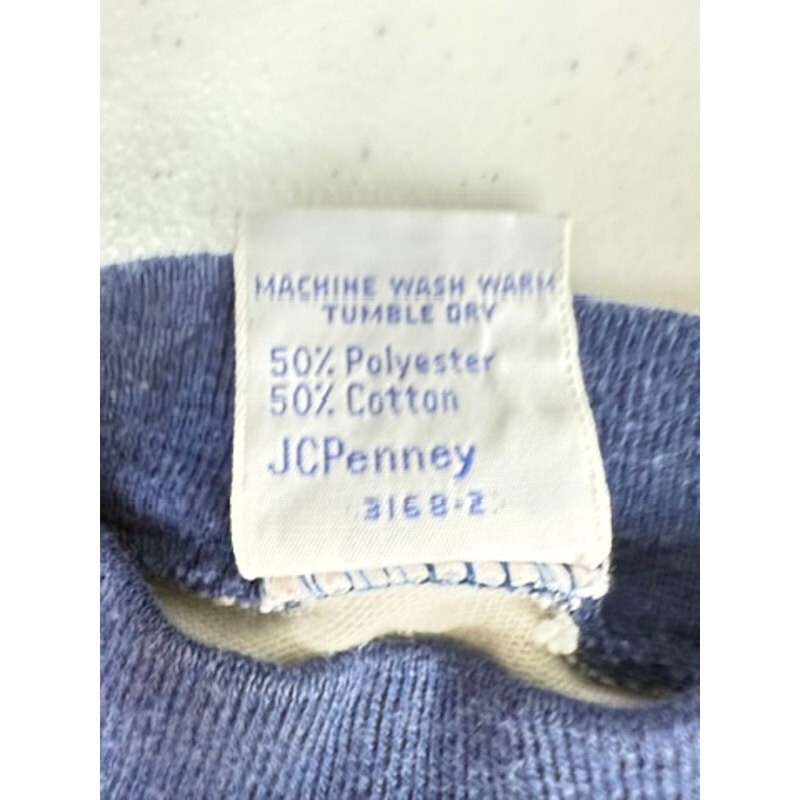 MACHINE WASH WARM
TUMBLE DRY
50% Polyester
50% Cotton
JCPenney
3168-2